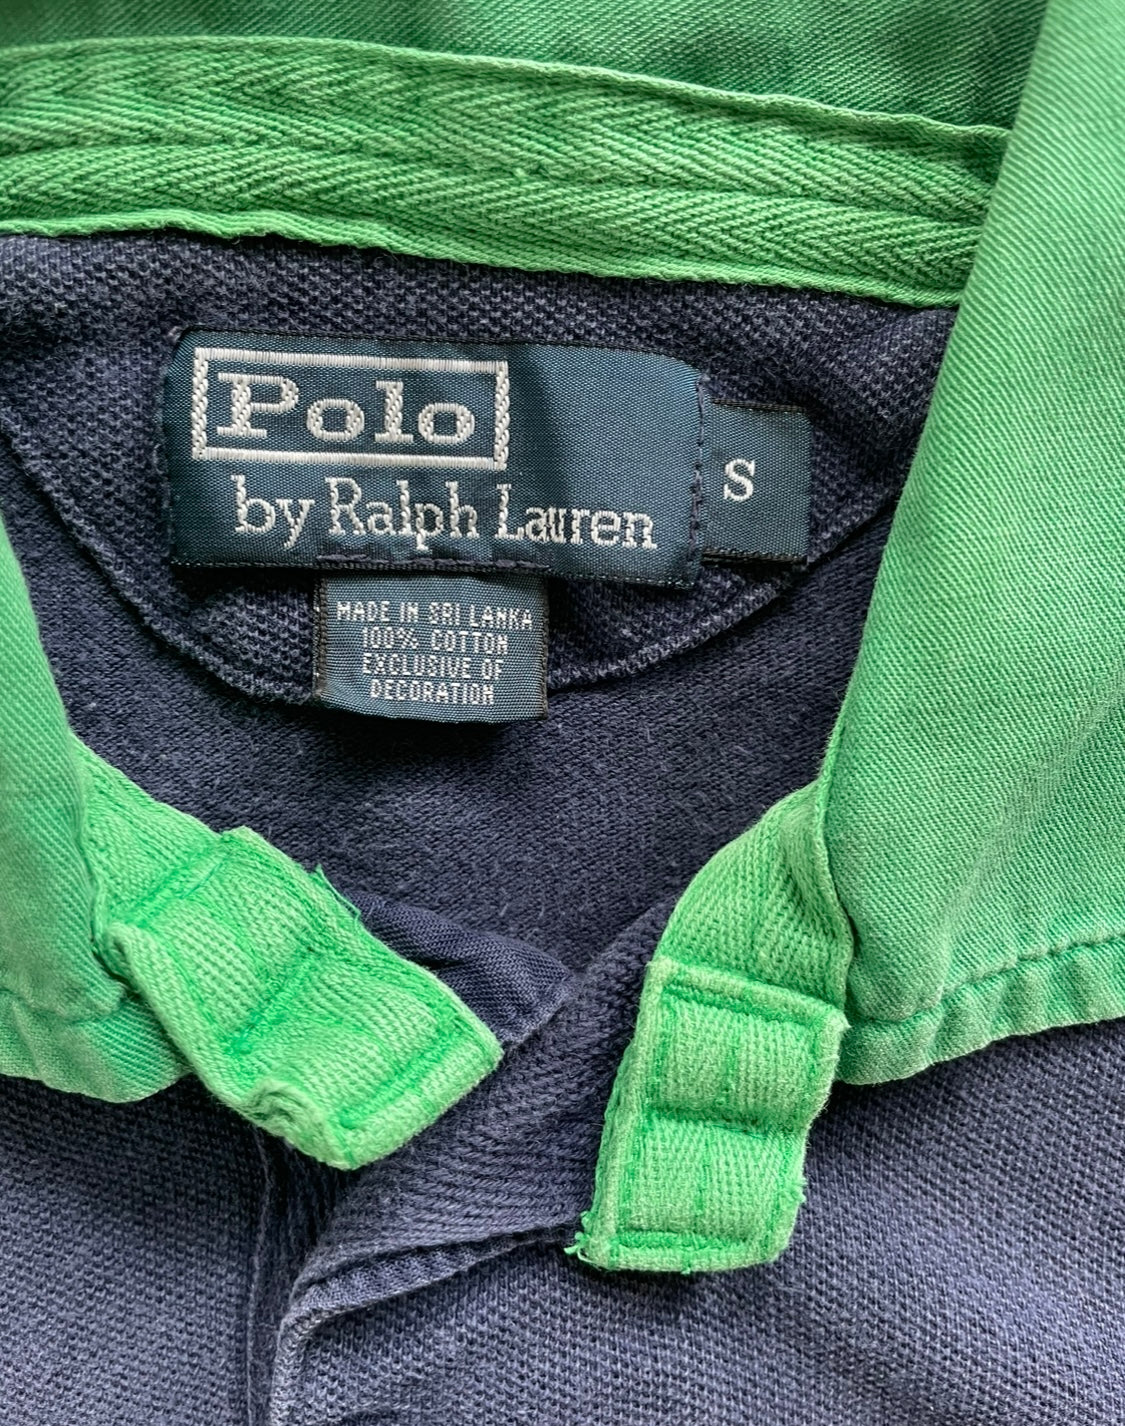 Polo
by Ralph Lauren
S
MADE IN SRI LANKA
100% COTTON
EXCLUSIVE OF
DECORATION